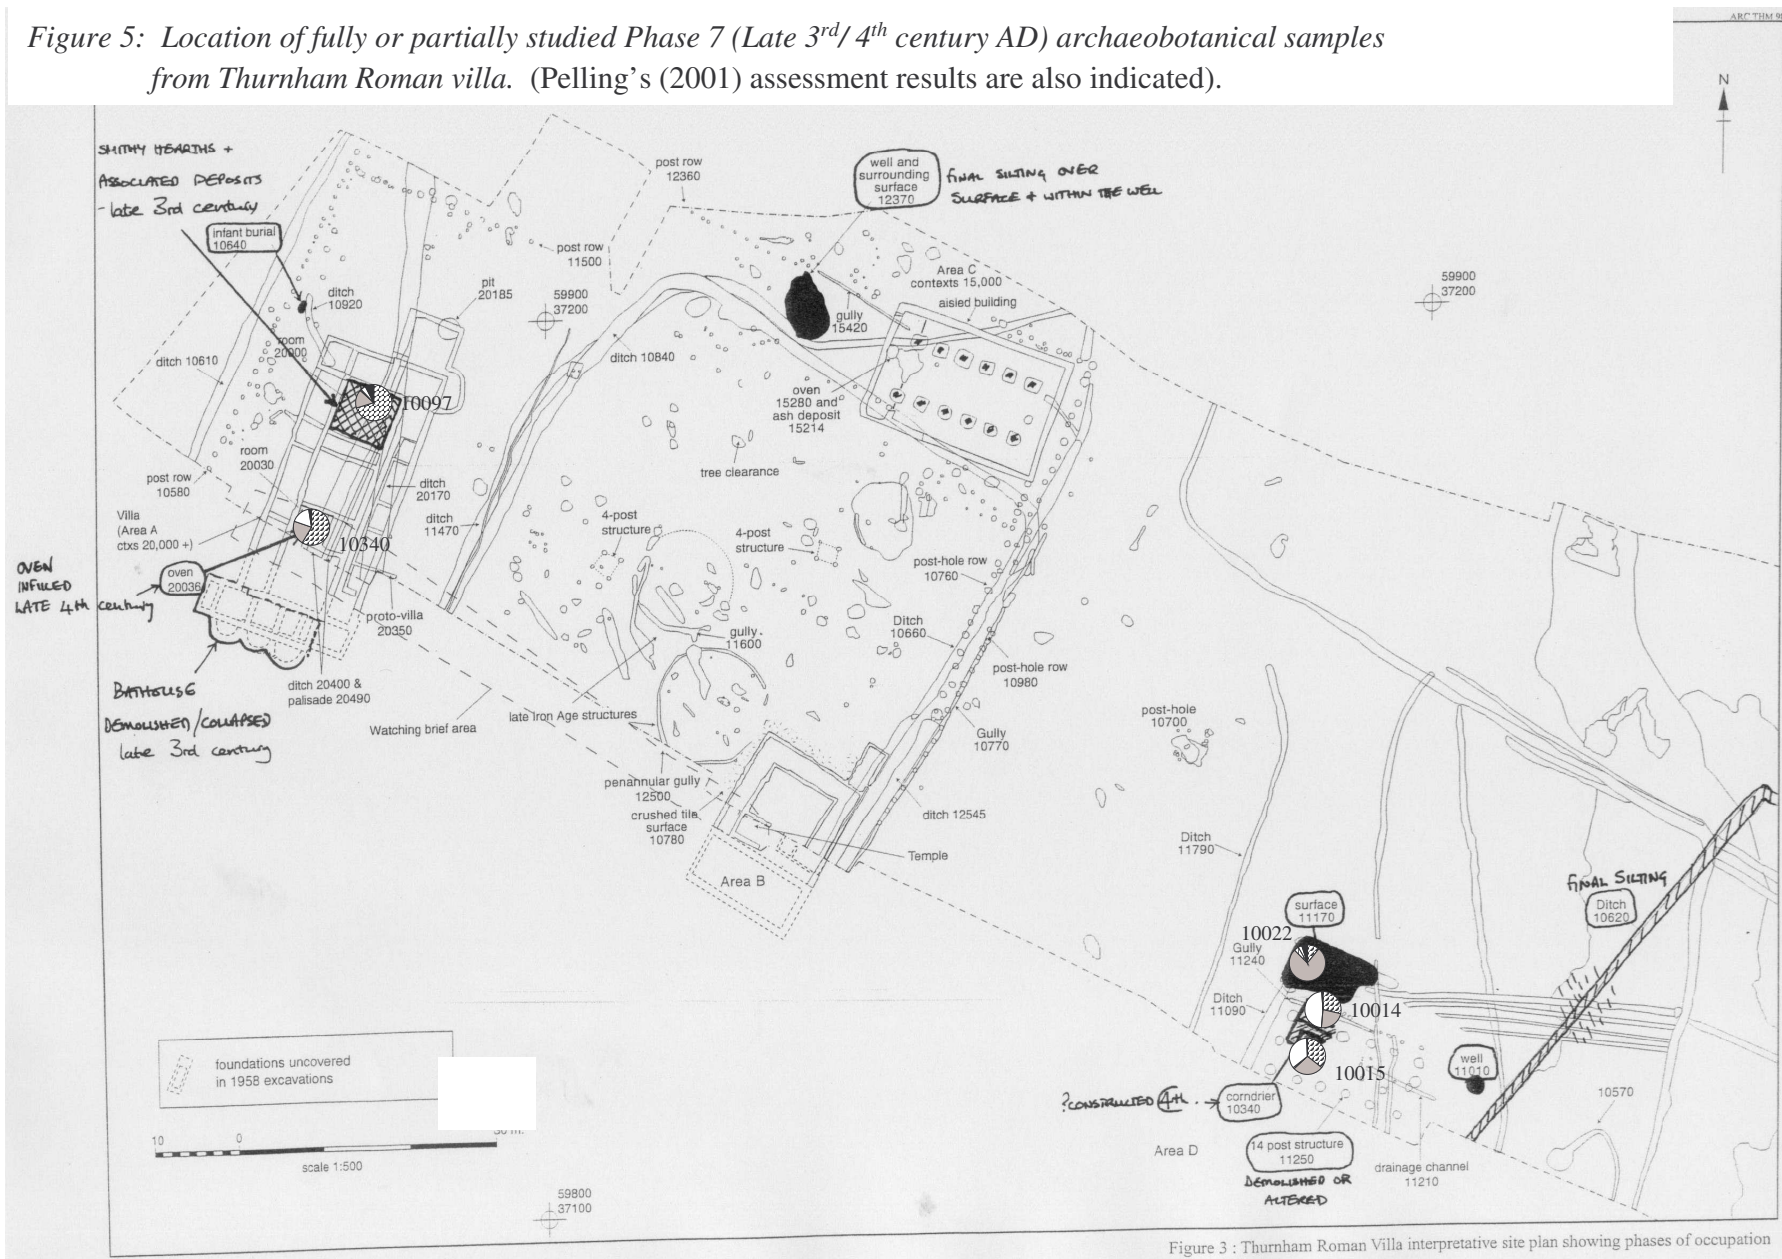 ARC THM 98
Figure 5: Location of fully or partially studied Phase 7 (Late 3rd/ 4th century AD) archaeobotanical samples
from Thurnham Roman villa. (Pelling's (2001) assessment results are also indicated).
N
SMITHY HEARTHS +
ASSOCIATED DEPOSITS
- late 3rd century
infant burial
10640
ditch
10920
room
20000
ditch 10610
post row
12360
post row
11500
pit
20185
59900
37200
well and
surrounding
surface
12370
FINAL SILTING OVER
SURFACE + WITHIN THE WELL
Area C
contexts 15,000
aisled building
gully
15420
59900
37200
ditch 10840
oven
15280 and
ash deposit
15214
10097
room
20030
post row
10580
ditch
20170
ditch
11470
tree clearance
Villa
(Area A
ctxs 20,000 +)
10340
4-post
structure
4-post
structure
post-hole row
10760
OVEN
INFILLED
LATE 4th century
oven
20036
proto-villa
20350
gully
11600
Ditch
10660
post-hole row
10980
BATHOUSE
DEMOLISHED/COLLAPSED
late 3rd century
ditch 20400 &
palisade 20490
Watching brief area
late Iron Age structures
Gully
10770
post-hole
10700
penannular gully
12500
crushed tile
surface
10780
ditch 12545
Temple
Area B
Ditch
11790
FINAL SILTING
Ditch
10620
surface
11170
10022
Gully
11240
Ditch
11090
10014
10015
well
11010
10570
?CONSTRUCTED 4th.
corndrier
10340
Area D
14 post structure
11250
DEMOLISHED OR
ALTERED
drainage channel
11210
foundations uncovered
in 1958 excavations
10
0
scale 1:500
59800
37100
Figure 3 : Thurnham Roman Villa interpretative site plan showing phases of occupation